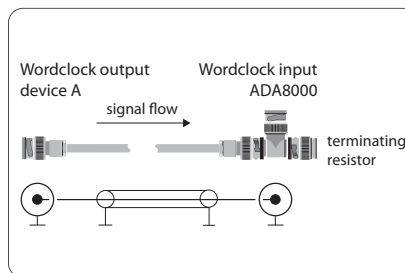 Wordclock output
device A
Wordclock input
ADA8000
signal flow
terminating
resistor